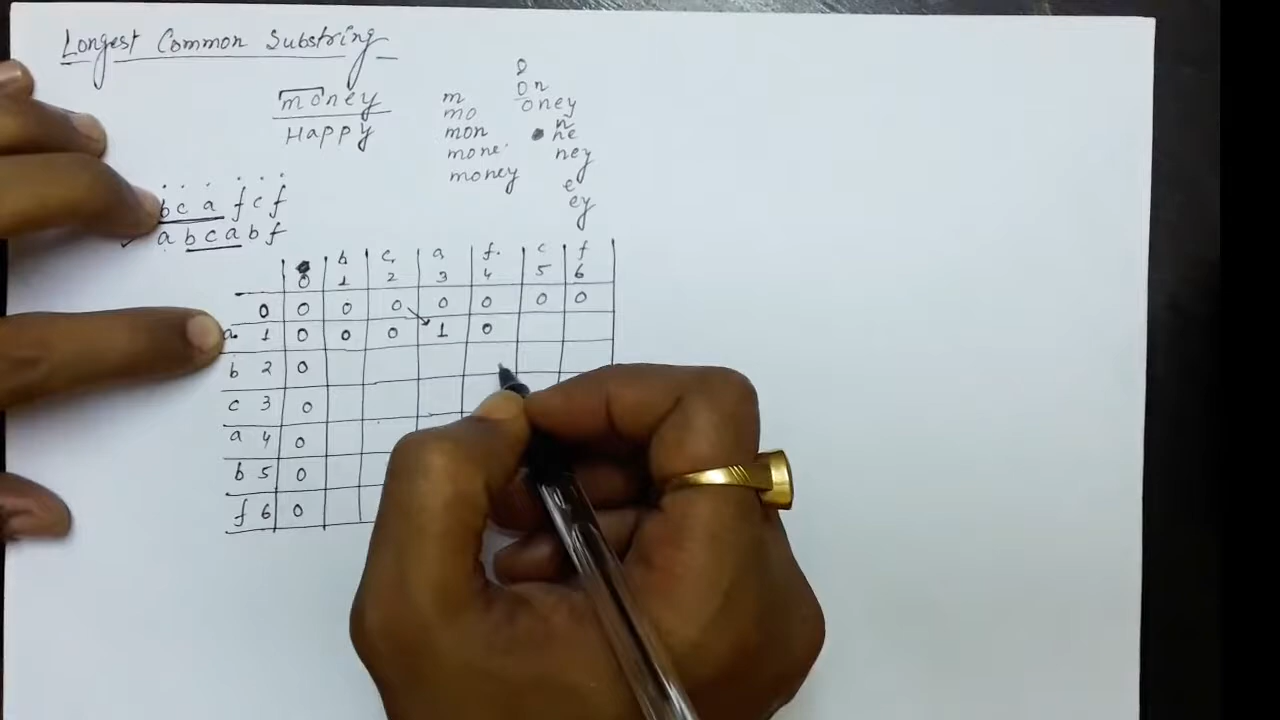 Longest Common Substring
money
Happy
m
mo
mon
mone
money
o
on
oney
n
ne
ney
e
ey
b c a f c f
a b c a b f
b c a f c f
0 1 2 3 4 5 6
0 0 0 0 0 0 0 0
a 1 0 0 0 1 0
b 2 0
c 3 0
a 4 0
b 5 0
f 6 0